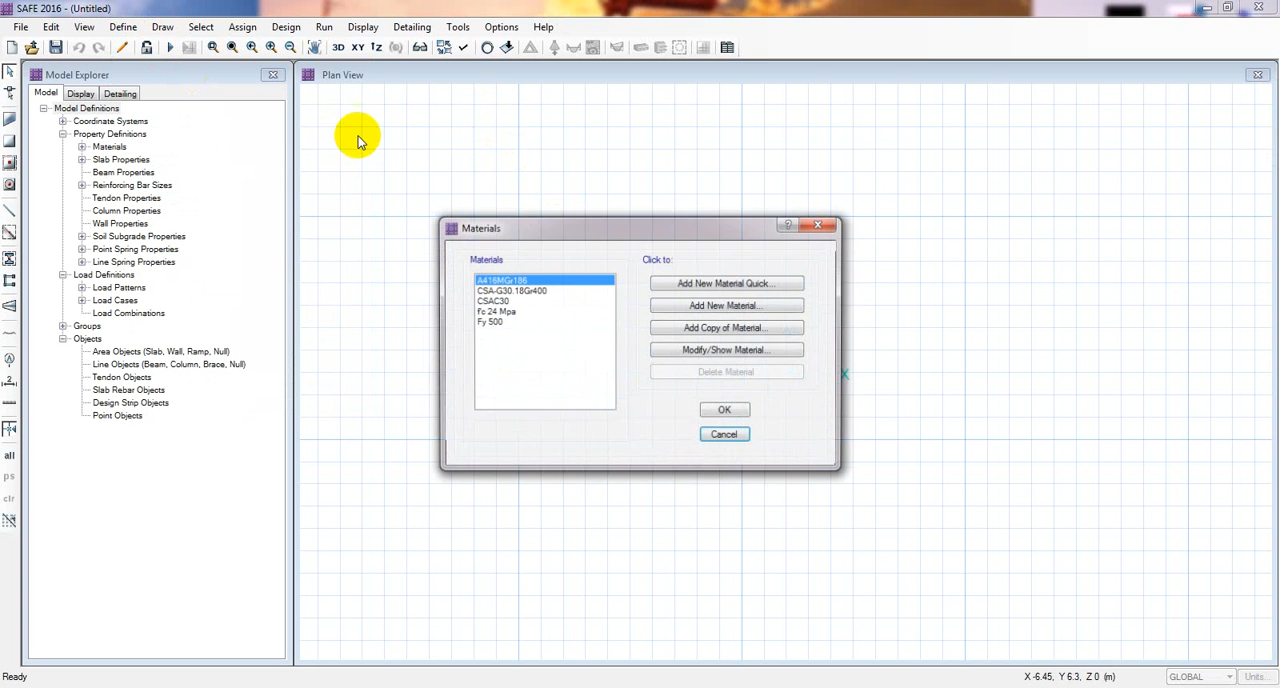 SAFE 2016 - (Untitled)
File Edit View Define Draw Select Assign Design Run Display Detailing Tools Options Help
3D XY
Model Explorer
Plan View
Model Display Detailing
Model Definitions
Coordinate Systems
Property Definitions
Materials
Slab Properties
Beam Properties
Reinforcing Bar Sizes
Tendon Properties
Column Properties
Wall Properties
Soil Subgrade Properties
Point Spring Properties
Line Spring Properties
Load Definitions
Load Patterns
Load Cases
Load Combinations
Groups
Objects
Area Objects (Slab, Wall, Ramp, Null)
Line Objects (Beam, Column, Brace, Null)
Tendon Objects
Slab Rebar Objects
Design Strip Objects
Point Objects
all
ps
clr
Materials
Materials
Click to:
A416MGr186
CSA-G30.18Gr400
CSAC30
f'c 24 Mpa
Fy 500
Add New Material Quick...
Add New Material...
Add Copy of Material...
Modify/Show Material...
Delete Material
OK
Cancel
X
Ready
X -6.45, Y 6.3, Z 0 (m)
GLOBAL
Units...